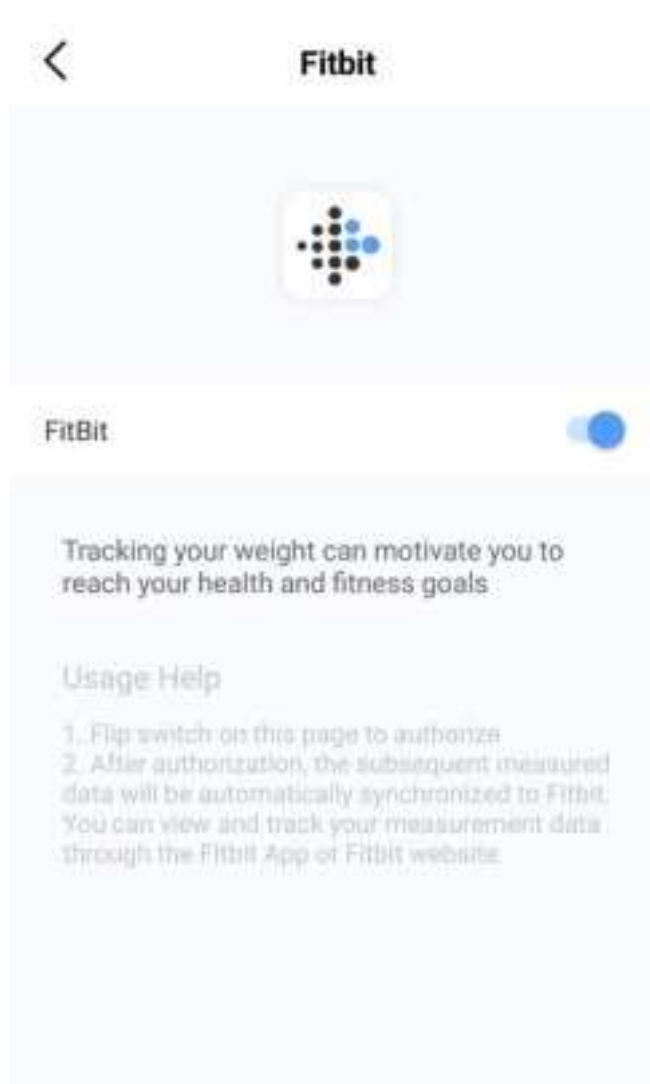 Fitbit
FitBit
Tracking your weight can motivate you to
reach your health and fitness goals
Usage Help
1. Flip switch on this page to authorize
2. After authorization, the subsequent measured
data will be automatically synchronized to Fitbit.
You can view and track your measurement data
through the Fitbit App or Fitbit website